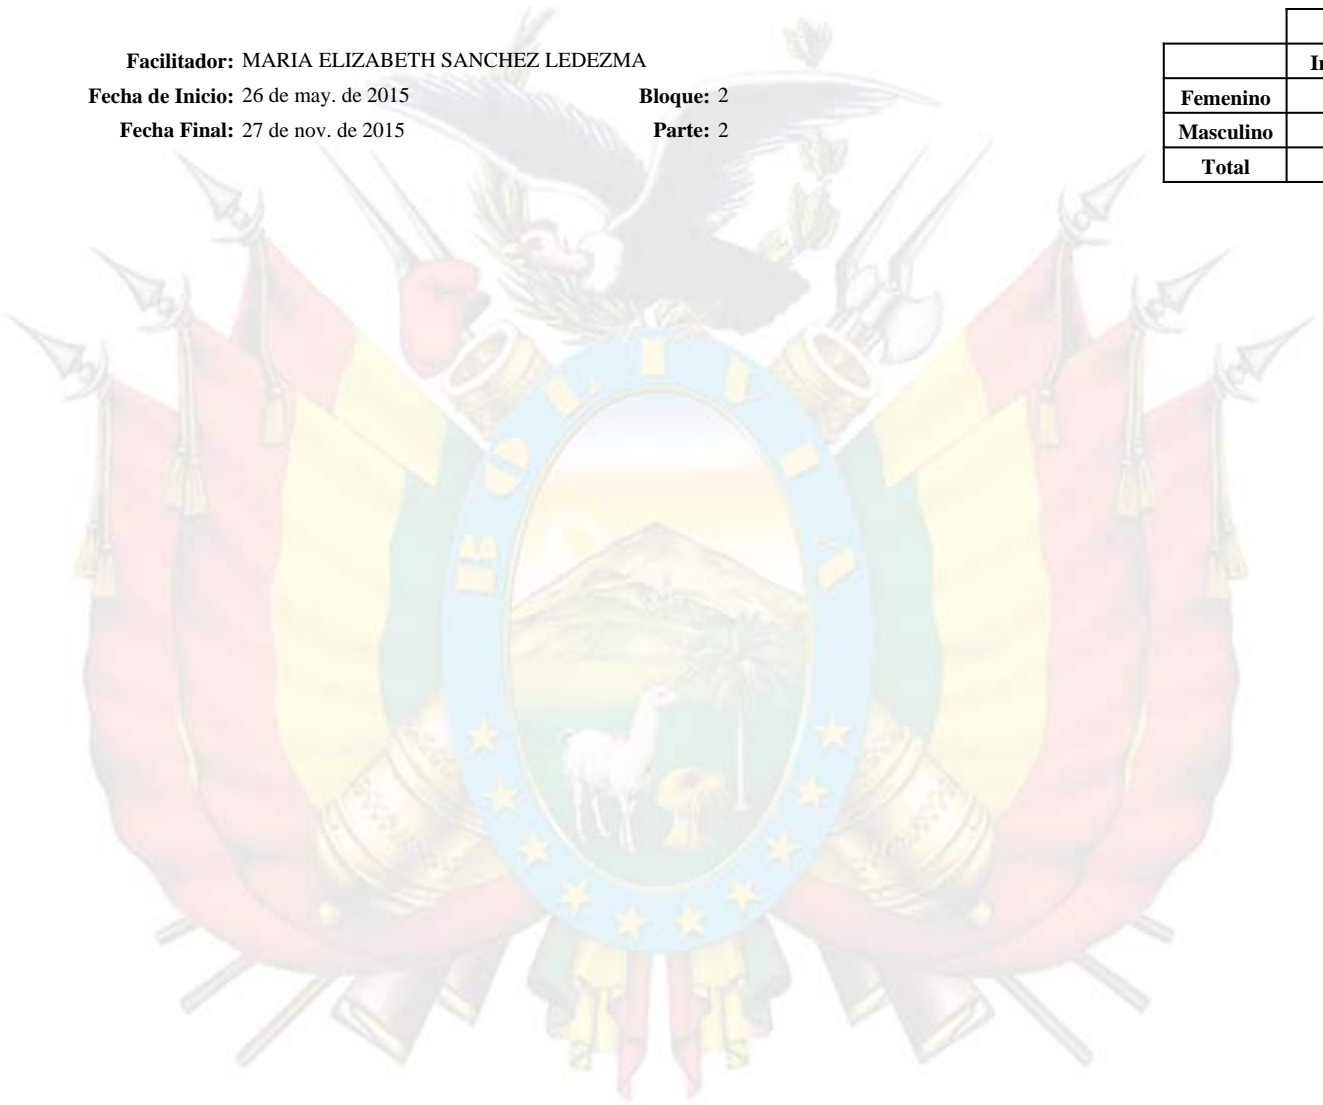 Facilitador: MARIA ELIZABETH SANCHEZ LEDEZMA
Fecha de Inicio: 26 de may. de 2015 Bloque: 2
Fecha Final: 27 de nov. de 2015 Parte: 2
Femenino
Masculino
Total
BOLIVIA